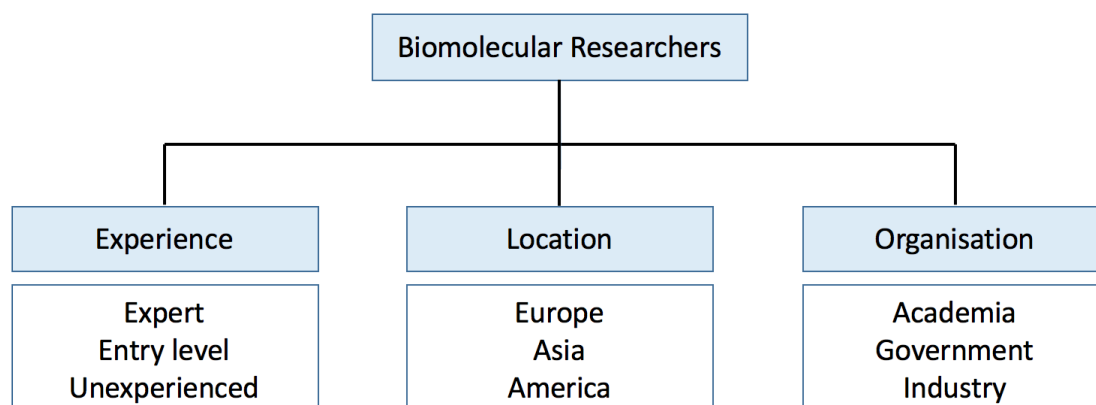 Biomolecular Researchers
Experience
Location
Organisation
Expert
Entry level
Unexperienced
Europe
Asia
America
Academia
Government
Industry